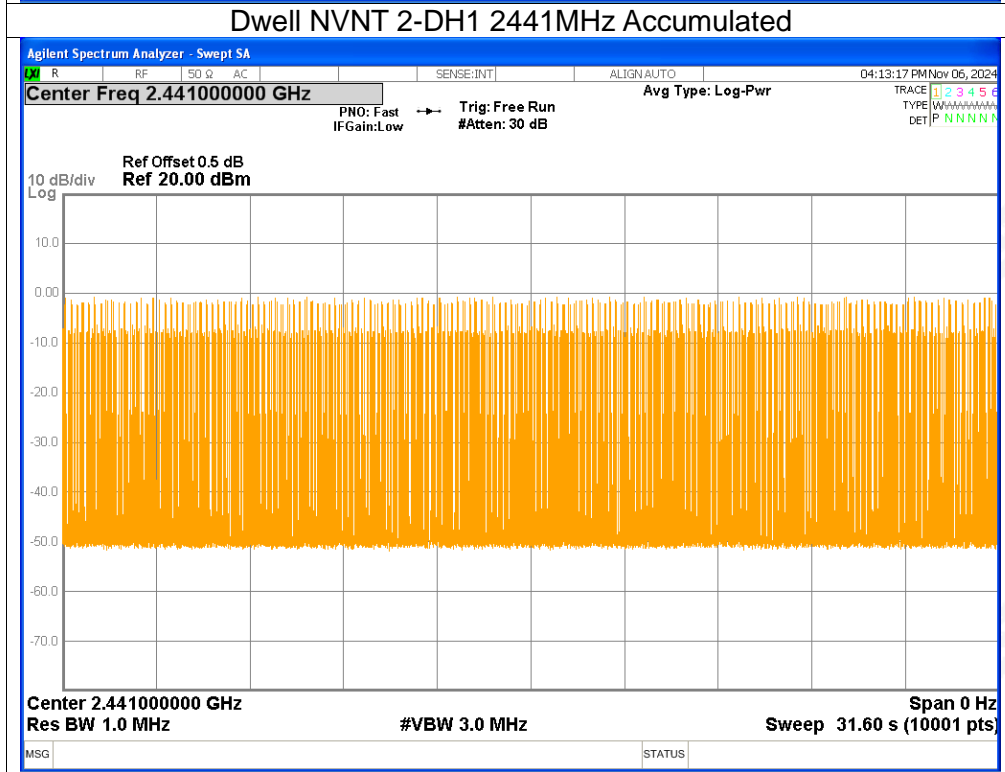 Dwell NVNT 2-DH1 2441MHz Accumulated
Agilent Spectrum Analyzer - Swept SA
LXI R RF 50 Ω AC SENSE:INT ALIGN AUTO 04:13:17 PM Nov 06, 2024
Center Freq 2.441000000 GHz
PNO: Fast
IFGain:Low
Trig: Free Run
#Atten: 30 dB
Avg Type: Log-Pwr
TRACE 1 2 3 4 5 6
TYPE
DET P N N N N N
Ref Offset 0.5 dB
10 dB/div Ref 20.00 dBm
Log
10.0
0.00
-10.0
-20.0
-30.0
-40.0
-50.0
-60.0
-70.0
Center 2.441000000 GHz Span 0 Hz
Res BW 1.0 MHz #VBW 3.0 MHz Sweep 31.60 s (10001 pts)
MSG STATUS